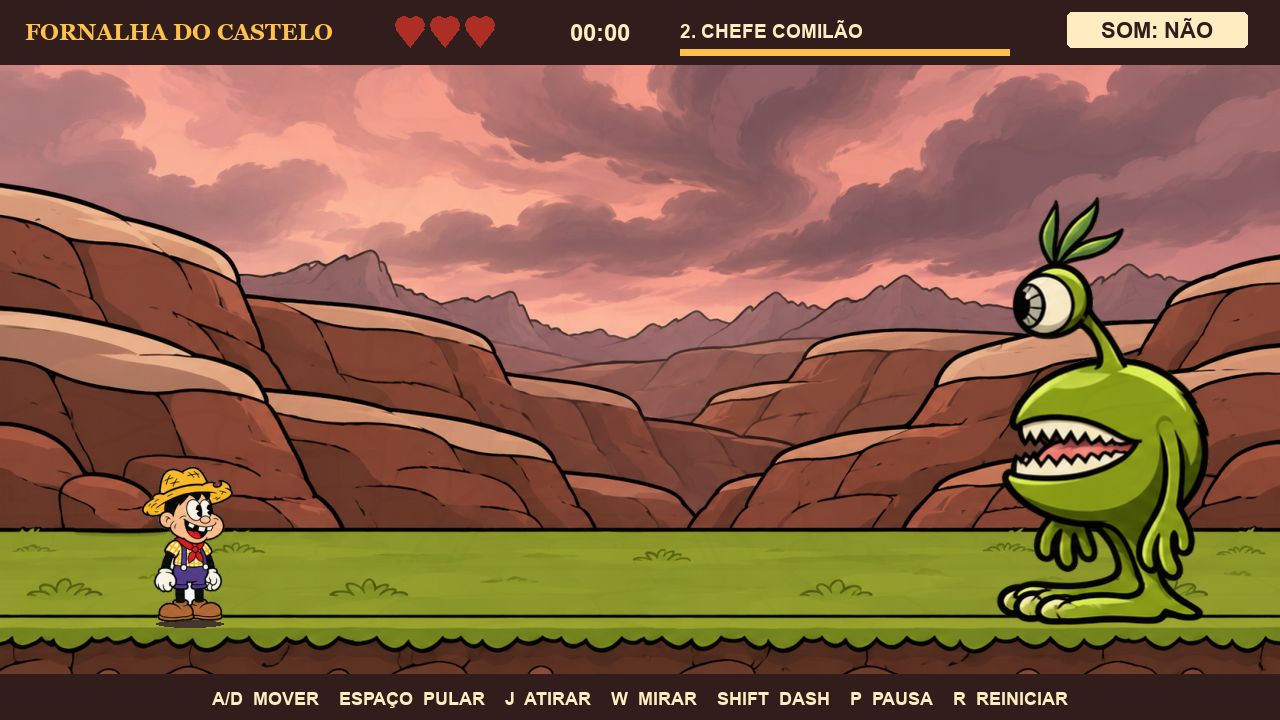 FORNALHA DO CASTELO
00:00
2. CHEFE COMILÃO
SOM: NÃO
A/D MOVER ESPAÇO PULAR J ATIRAR W MIRAR SHIFT DASH P PAUSA R REINICIAR